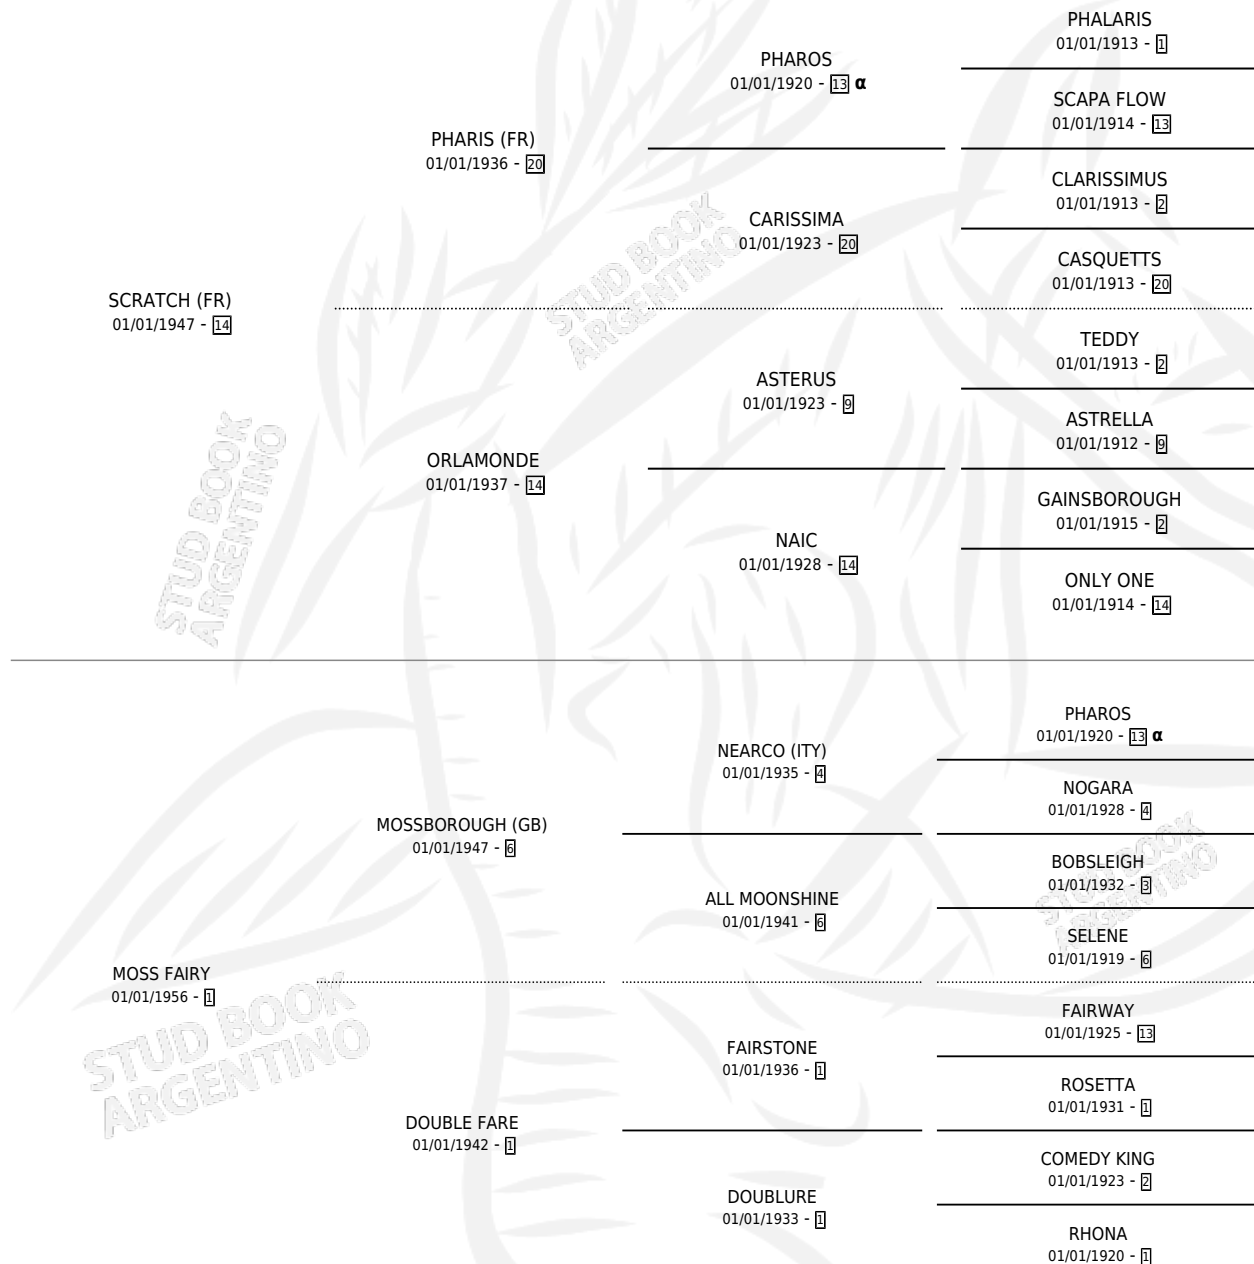 PHALARIS
01/01/1913 - 1
PHAROS
01/01/1920 - 13 α
SCAPA FLOW
01/01/1914 - 13
PHARIS (FR)
01/01/1936 - 20
CLARISSIMUS
01/01/1913 - 2
CARISSIMA
01/01/1923 - 20
CASQUETTS
01/01/1913 - 20
STUD BOOK
ARGENTINO
SCRATCH (FR)
01/01/1947 - 14
TEDDY
01/01/1913 - 2
ASTERUS
01/01/1923 - 9
ASTRELLA
01/01/1912 - 9
ORLAMONDE
01/01/1937 - 14
GAINSBOROUGH
01/01/1915 - 2
NAIC
01/01/1928 - 14
ONLY ONE
01/01/1914 - 14
STUD BOOK
ARGENTINO
PHAROS
01/01/1920 - 13 α
NEARCO (ITY)
01/01/1935 - 4
NOGARA
01/01/1928 - 4
MOSSBOROUGH (GB)
01/01/1947 - 6
BOBSLEIGH
01/01/1932 - 3
ALL MOONSHINE
01/01/1941 - 6
SELENE
01/01/1919 - 6
STUD BOOK
ARGENTINO
MOSS FAIRY
01/01/1956 - 1
FAIRWAY
01/01/1925 - 13
FAIRSTONE
01/01/1936 - 1
ROSETTA
01/01/1931 - 1
STUD BOOK
ARGENTINO
DOUBLE FARE
01/01/1942 - 1
COMEDY KING
01/01/1923 - 2
DOUBLURE
01/01/1933 - 1
RHONA
01/01/1920 - 1